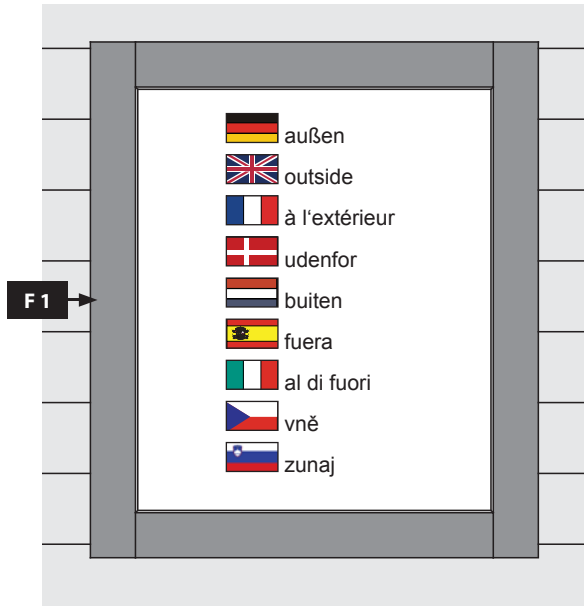 außen
outside
à l‘extérieur
udenfor
F 1
buiten
fuera
al di fuori
vně
zunaj